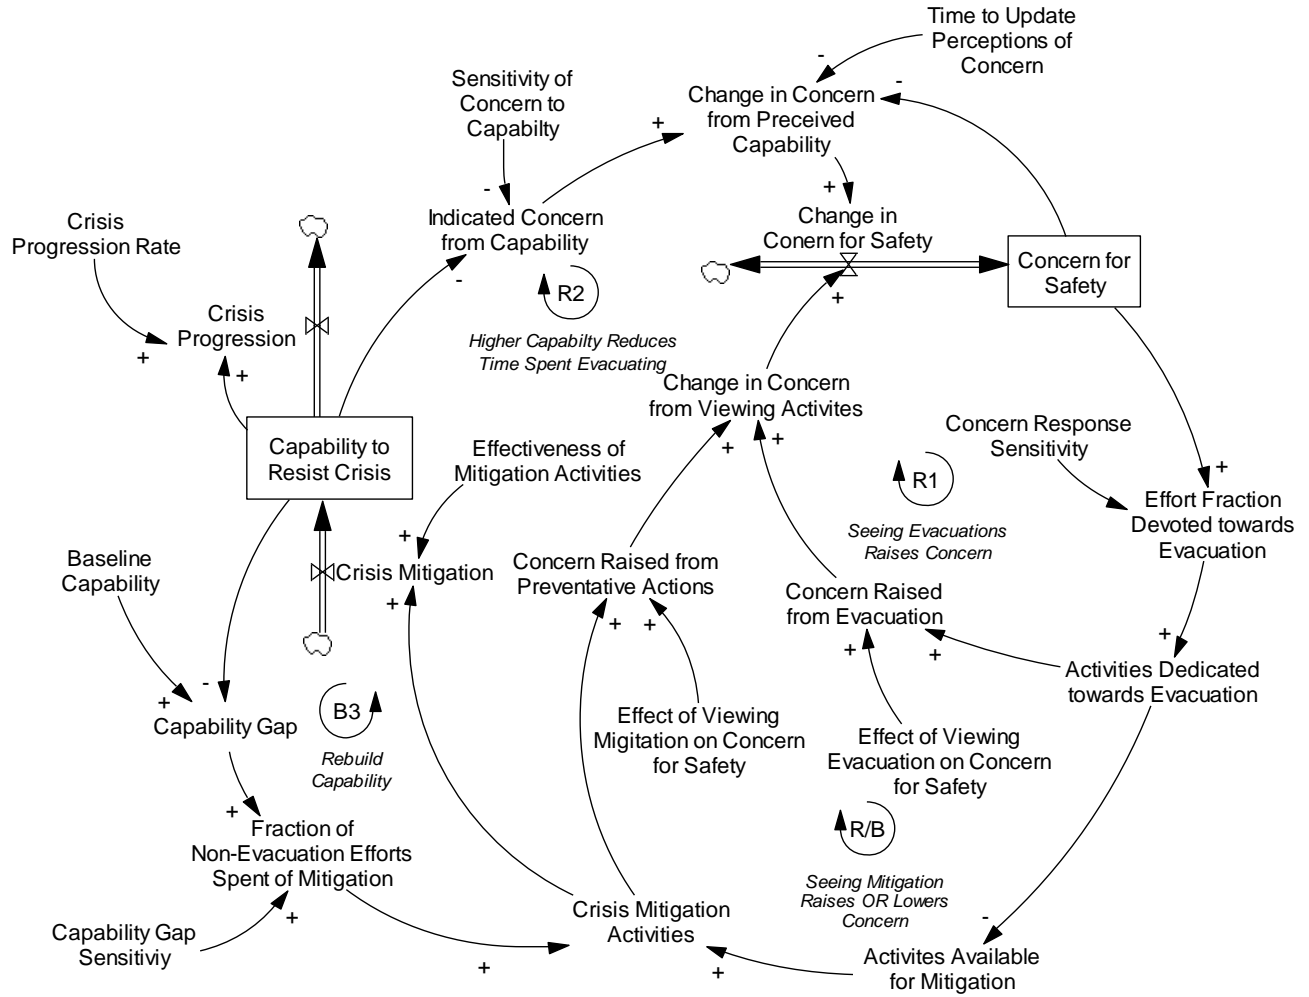 Time to Update
Perceptions of
Concern
-
-
Sensitivity of
Concern to
Capabilty
Change in Concern
from Preceived
Capability
+
-
+
Indicated Concern
from Capability
-
Change in
Conern for Safety
+
Concern for
Safety
Crisis
Progression Rate
Crisis
Progression
+
+
R2
Higher Capabilty Reduces
Time Spent Evacuating
Change in Concern
from Viewing Activites
+
+
Capability to
Resist Crisis
Effectiveness of
Mitigation Activities
+
Concern Response
Sensitivity
+
R1
Seeing Evacuations
Raises Concern
Effort Fraction
Devoted towards
Evacuation
Baseline
Capability
Crisis Mitigation
+
Concern Raised from
Preventative Actions
+
+
Concern Raised
from Evacuation
+
+
+
Activities Dedicated
towards Evacuation
+
-
Capability Gap
B3
Rebuild
Capability
Effect of Viewing
Migitation on Concern
for Safety
Effect of Viewing
Evacuation on Concern
for Safety
+
Fraction of
Non-Evacuation Efforts
Spent of Mitigation
R/B
Seeing Mitigation
Raises OR Lowers
Concern
+
Capability Gap
Sensitiviy
+
Crisis Mitigation
Activities
+
-
Activites Available
for Mitigation